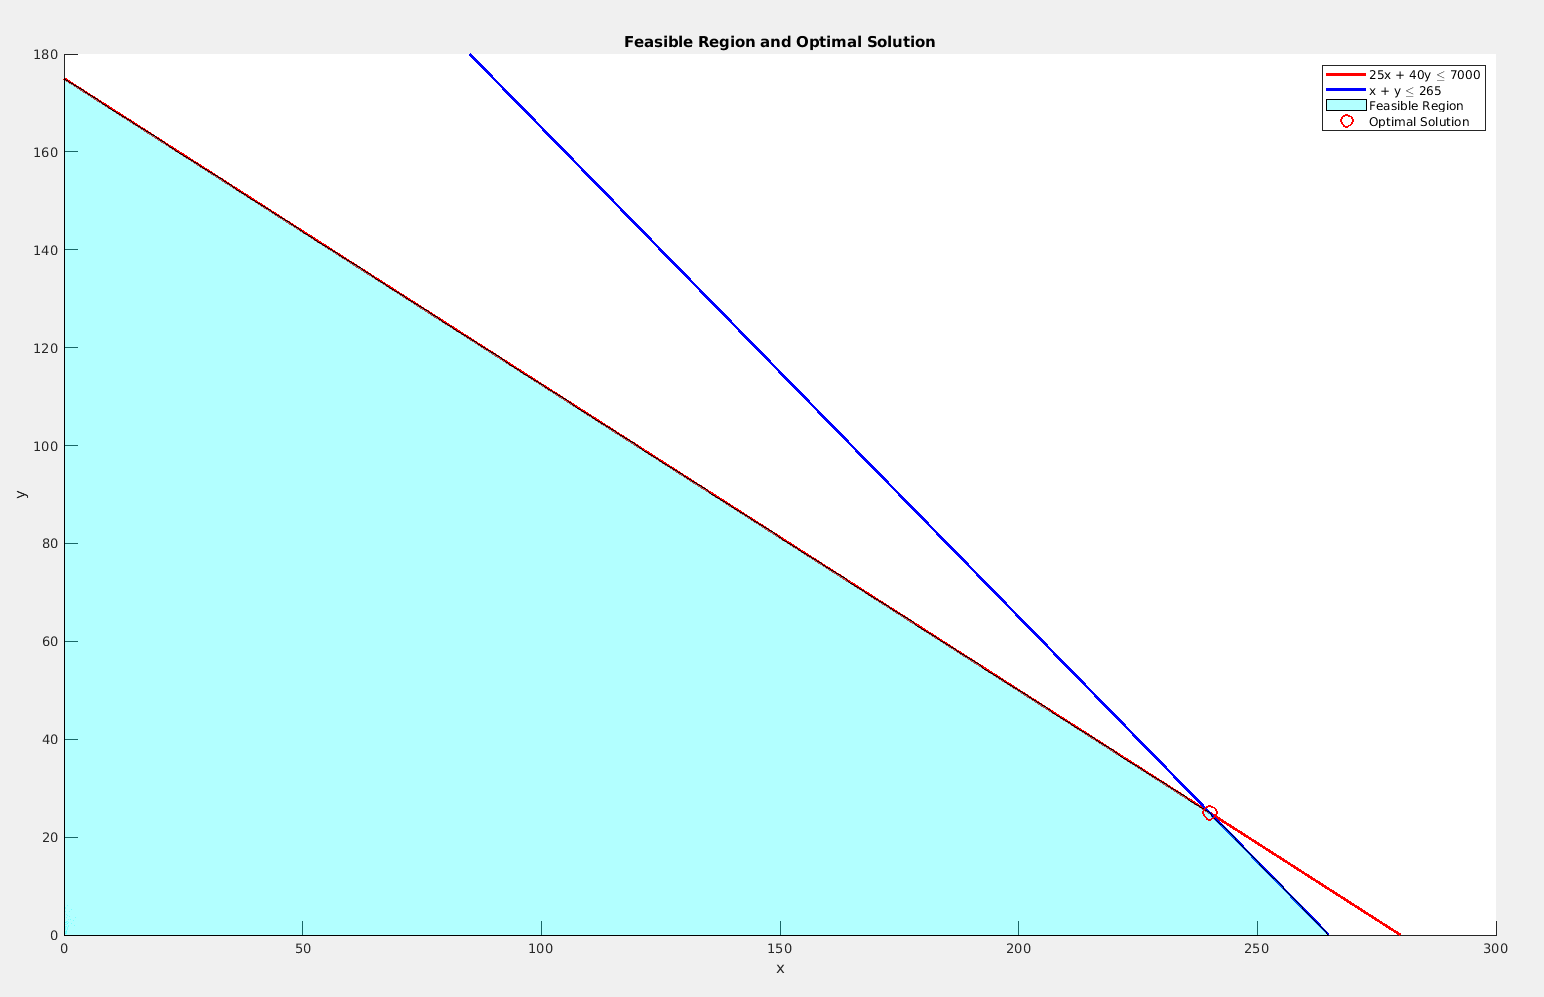 Feasible Region and Optimal Solution
25x + 40y ≤ 7000
x + y ≤ 265
Feasible Region
Optimal Solution
180
160
140
120
100
80
60
40
20
0
y
0 50 100 150 200 250 300
x